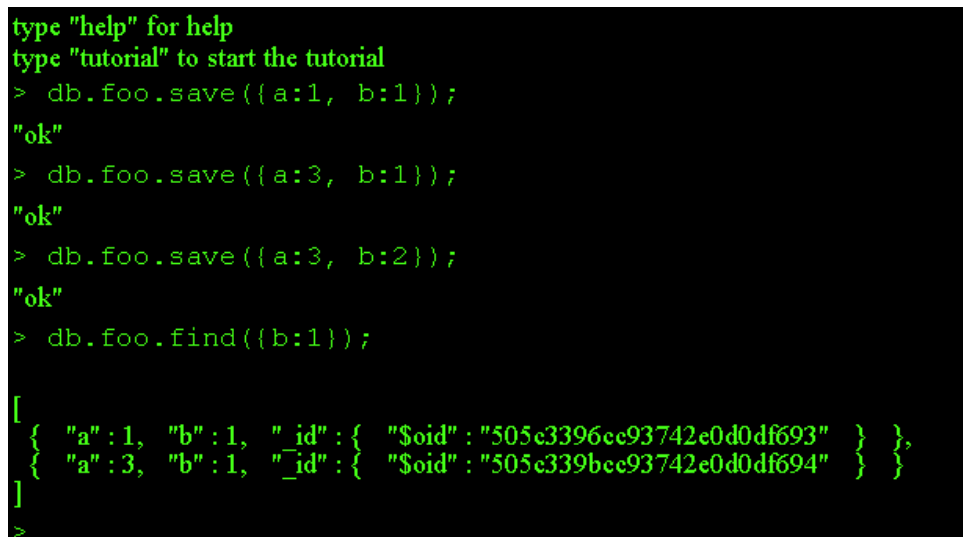 type "help" for help
type "tutorial" to start the tutorial
> db.foo.save({a:1, b:1});
"ok"
> db.foo.save({a:3, b:1});
"ok"
> db.foo.save({a:3, b:2});
"ok"
> db.foo.find({b:1});
[
{ "a" : 1, "b" : 1, "_id" : { "$oid" : "505c3396cc93742e0d0df693" } },
{ "a" : 3, "b" : 1, "_id" : { "$oid" : "505c339bcc93742e0d0df694" } }
]
>